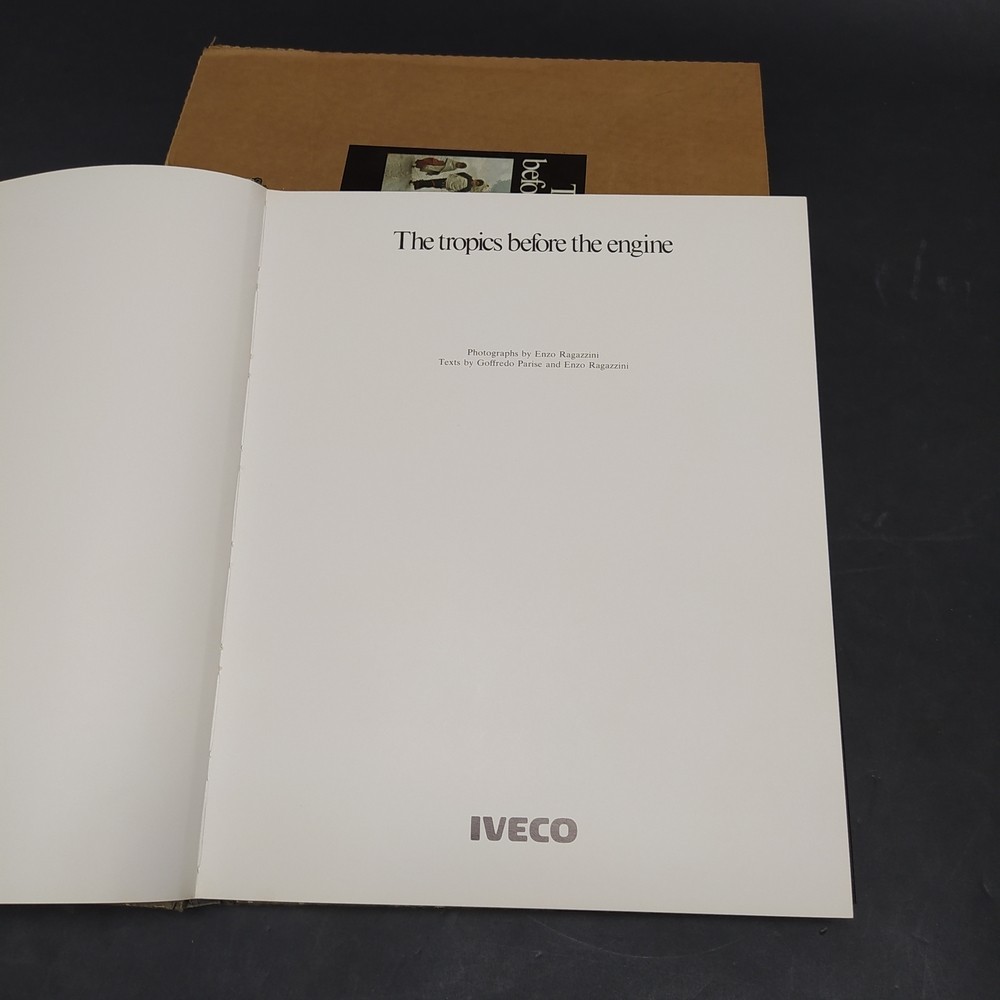 The tropics before the engine
Photographs by Enzo Ragazzini
Texts by Goffredo Parise and Enzo Ragazzini
IVECO